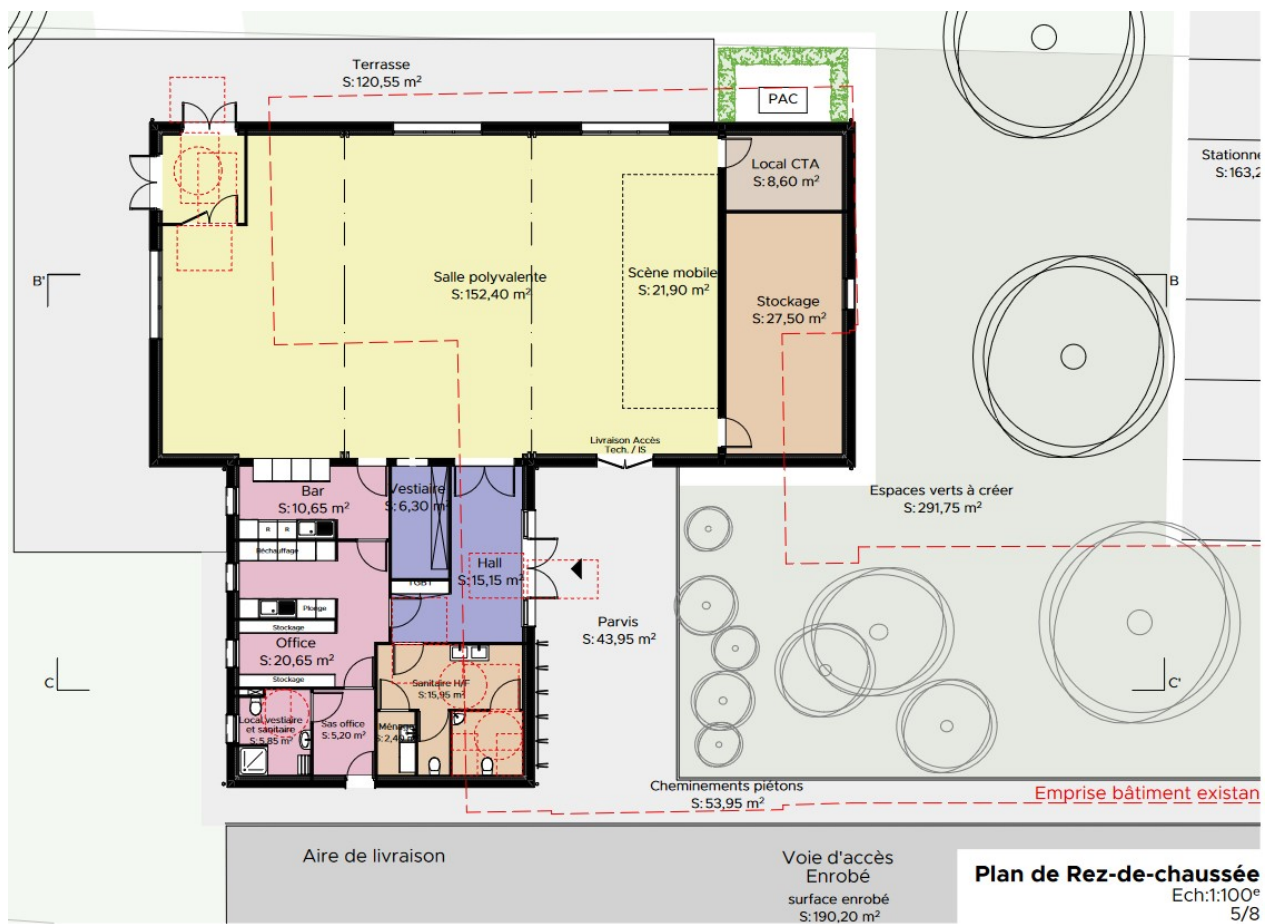 Terrasse
S: 120,55 m²
PAC
Local CTA
S: 8,60 m²
Stationne
S: 163,2
B'
Salle polyvalente
S: 152,40 m²
Scène mobile
S: 21,90 m²
Stockage
S: 27,50 m²
B
Livraison Accès
Tech. / IS
Bar
S: 10,65 m²
Vestiaire
S: 6,30 m²
Espaces verts à créer
S: 291,75 m²
R R
Réchauffage
Hall
S: 15,15 m²
TGBT
Plonge
Stockage
Office
S: 20,65 m²
Stockage
Parvis
S: 43,95 m²
C
C'
Sanitaire H/F
S: 15,95 m²
Local vestiaire
et sanitaire
S: 5,85 m²
Sas office
S: 5,20 m²
Cheminements piétons
S: 53,95 m²
Emprise bâtiment existan
Aire de livraison
Voie d'accès
Enrobé
surface enrobé
S: 190,20 m²
Plan de Rez-de-chaussée
Ech:1:100ᵉ
5/8